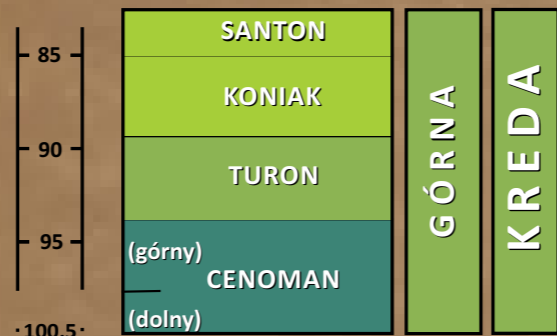 85
90
95
100.5
SANTON
KONIAK
TURON
(górny)
CENOMAN
(dolny)
GÓRNA
KREDA